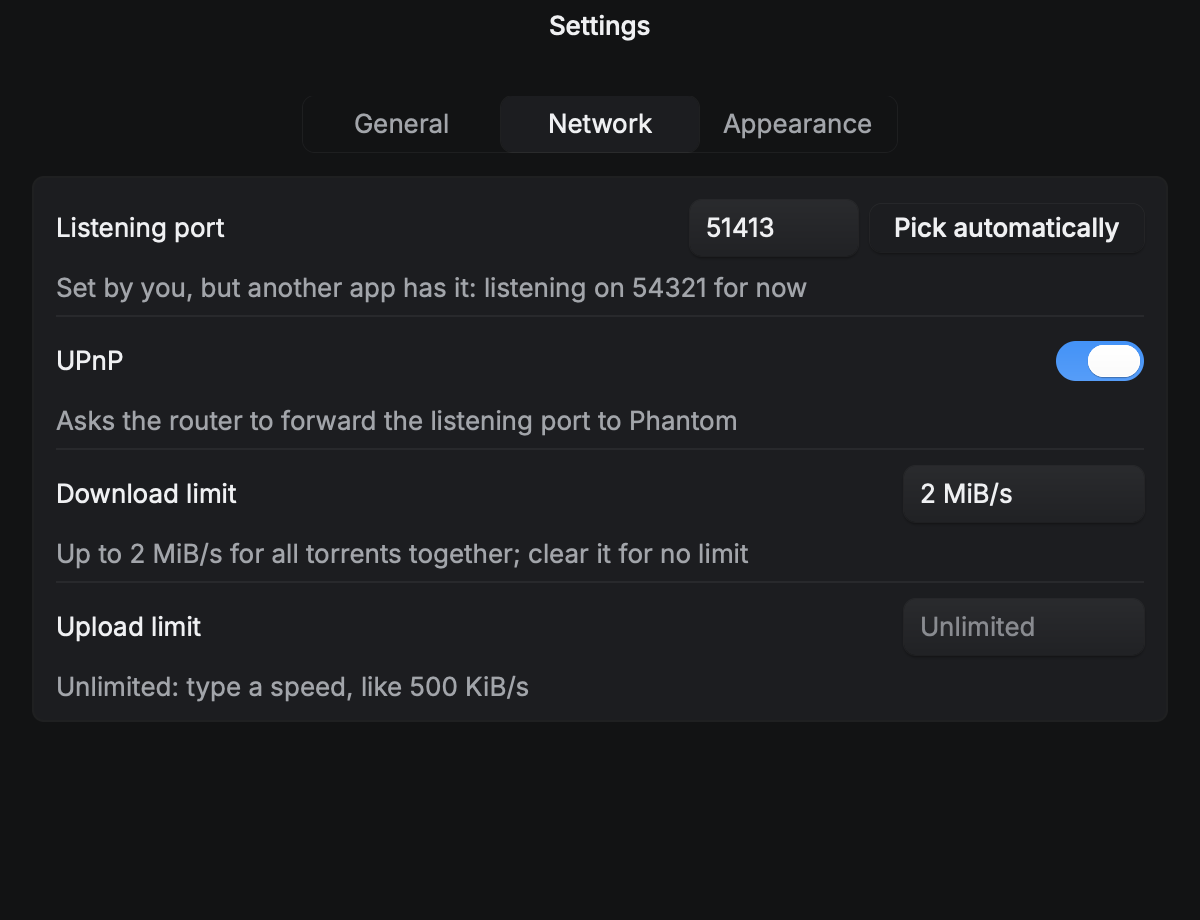 Settings
General Network Appearance
Listening port 51413 Pick automatically
Set by you, but another app has it: listening on 54321 for now
UPnP
Asks the router to forward the listening port to Phantom
Download limit 2 MiB/s
Up to 2 MiB/s for all torrents together; clear it for no limit
Upload limit Unlimited
Unlimited: type a speed, like 500 KiB/s